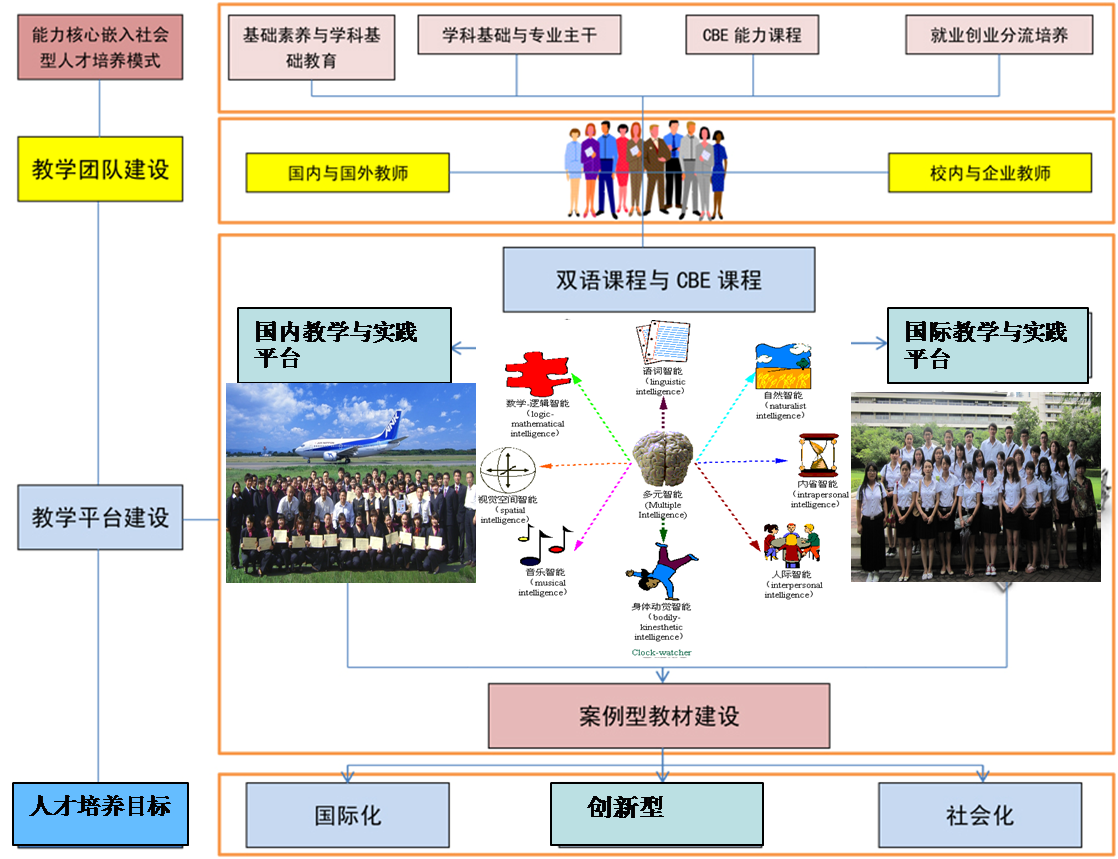 能力核心嵌入社会
型人才培养模式
基础素养与学科基
础教育
学科基础与专业主干
CBE 能力课程
就业创业分流培养
教学团队建设
国内与国外教师
校内与企业教师
双语课程与 CBE 课程
国内教学与实践
平台
国际教学与实践
平台
语词智能
(linguistic
intelligence)
数学-逻辑智能
(logic-
mathematical
intelligence)
自然智能
(naturalist
intelligence)
视觉空间智能
(spatial
intelligence)
多元智能
(Multiple
Intelligence)
内省智能
(intrapersonal
intelligence)
音乐智能
(musical
intelligence)
人际智能
(interpersonal
intelligence)
身体动觉智能
(bodily-
kinesthetic
intelligence)
Clock-watcher
教学平台建设
案例型教材建设
人才培养目标
国际化
创新型
社会化